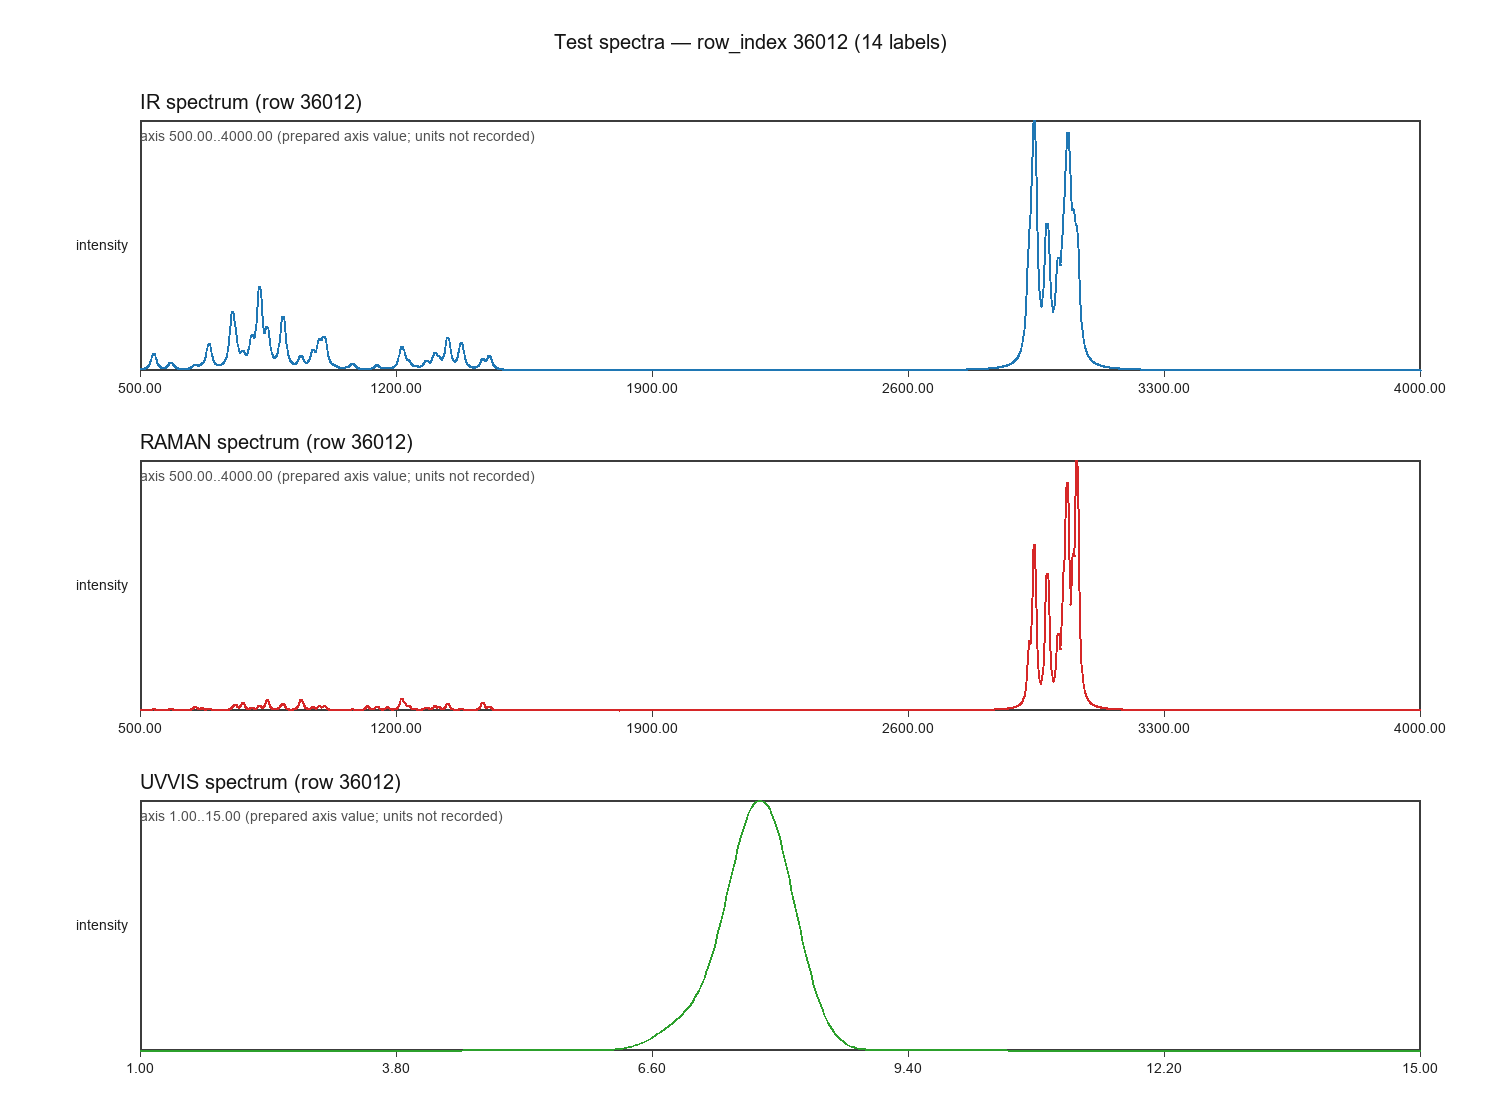 Test spectra — row_index 36012 (14 labels)
IR spectrum (row 36012)
axis 500.00..4000.00 (prepared axis value; units not recorded)
intensity
500.00 1200.00 1900.00 2600.00 3300.00 4000.00
RAMAN spectrum (row 36012)
axis 500.00..4000.00 (prepared axis value; units not recorded)
intensity
500.00 1200.00 1900.00 2600.00 3300.00 4000.00
UVVIS spectrum (row 36012)
axis 1.00..15.00 (prepared axis value; units not recorded)
intensity
1.00 3.80 6.60 9.40 12.20 15.00